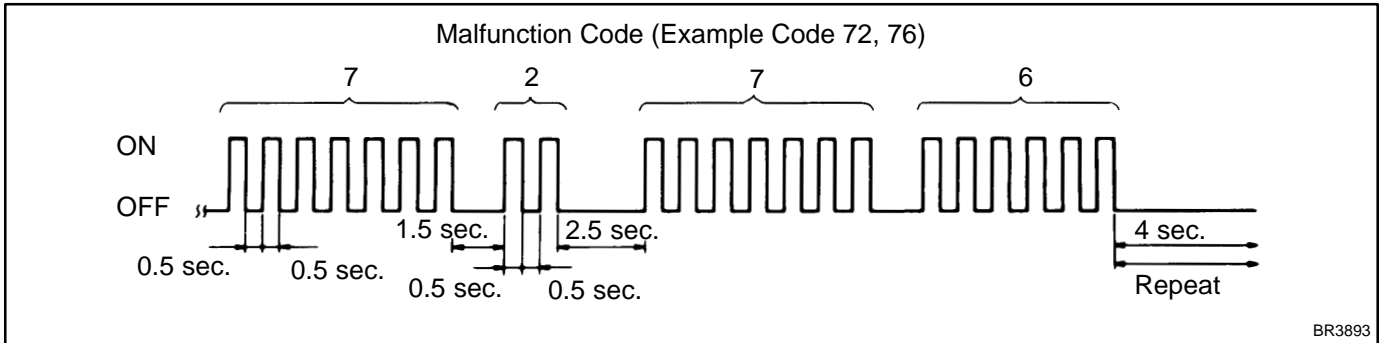 Malfunction Code (Example Code 72, 76)
7 2 7 6
ON
OFF
1.5 sec. 2.5 sec. 4 sec.
0.5 sec. 0.5 sec. 0.5 sec. 0.5 sec. Repeat
BR3893